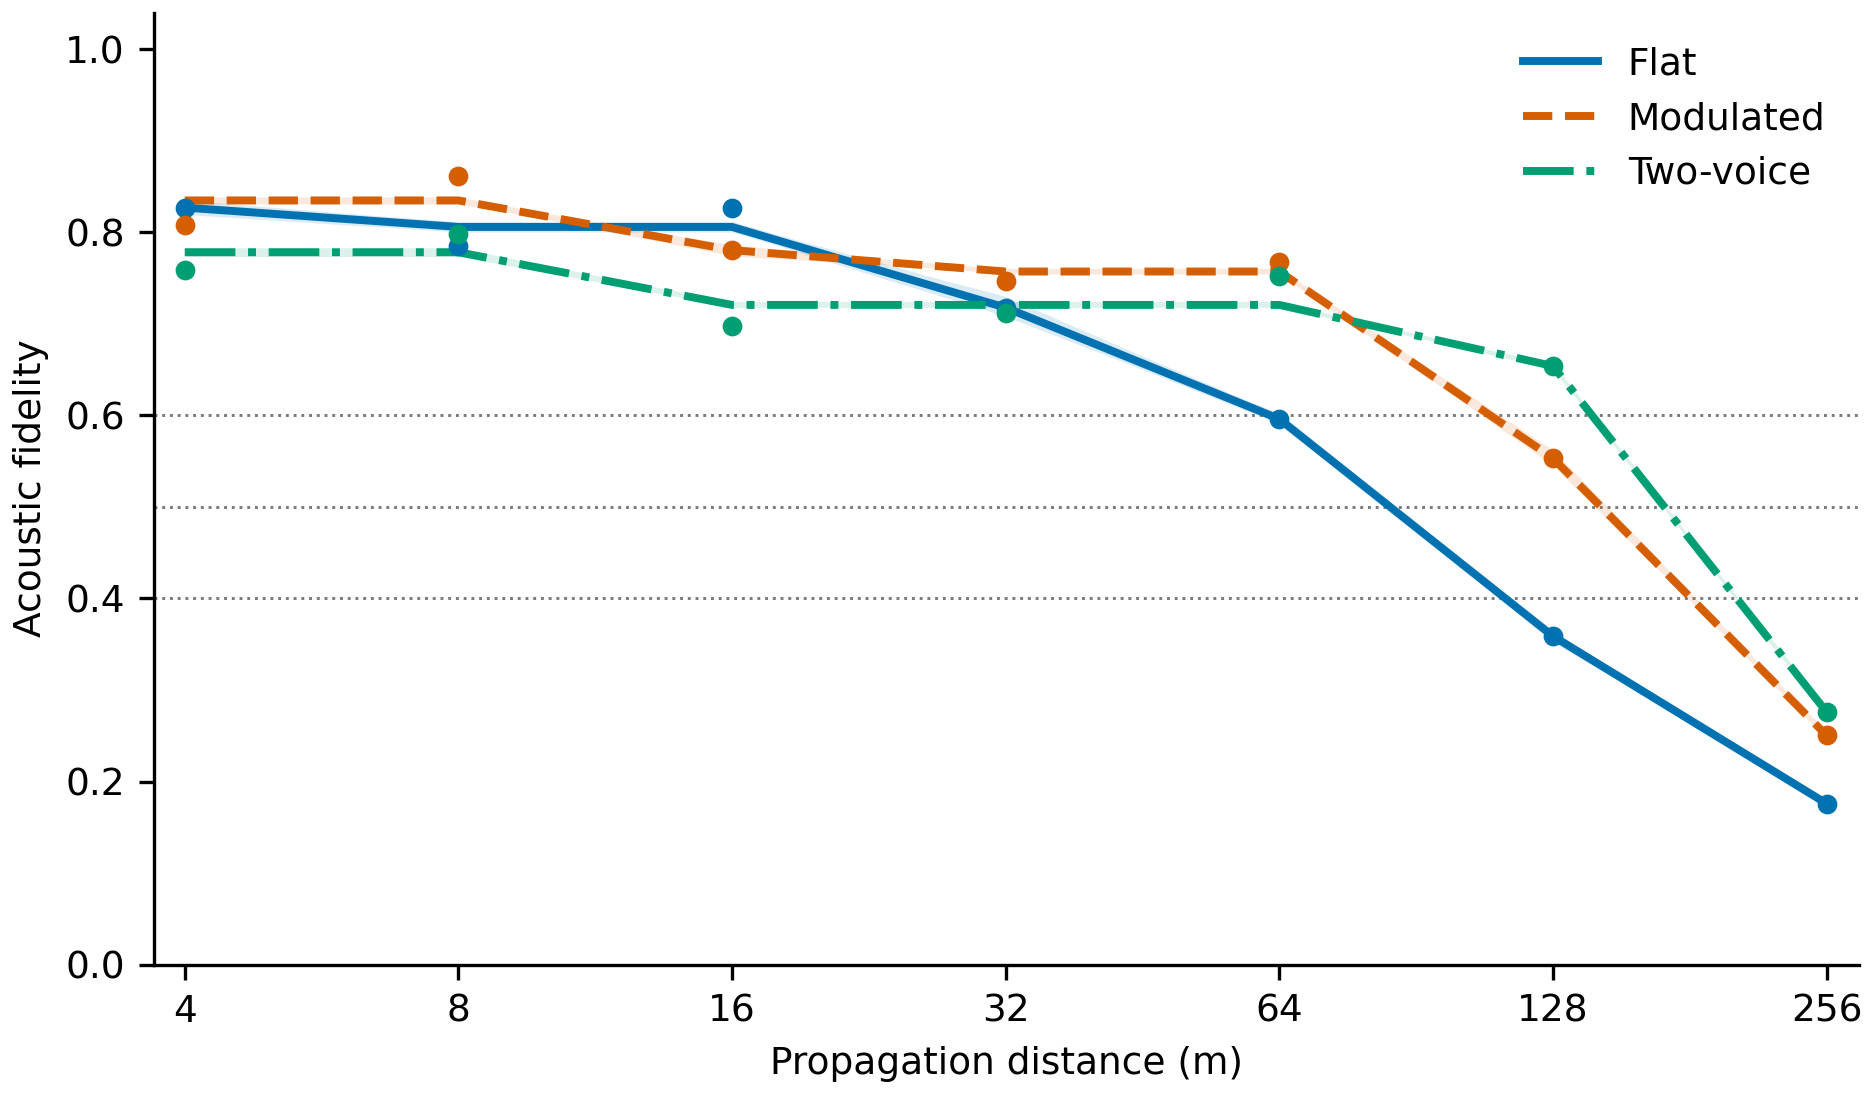 1.0
0.8
0.6
0.4
0.2
0.0
Acoustic fidelity
Flat
Modulated
Two-voice
4 8 16 32 64 128 256
Propagation distance (m)